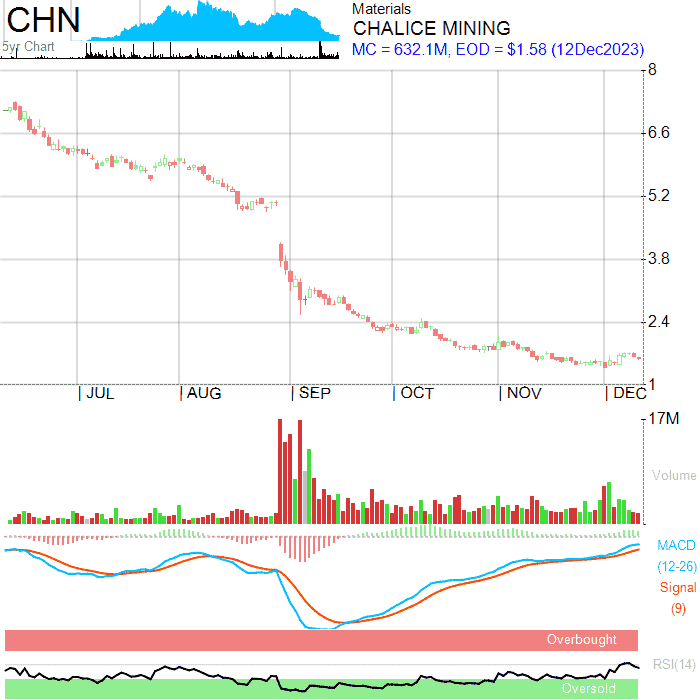 CHN
Materials
CHALICE MINING
5yr Chart
MC = 632.1M, EOD = $1.58 (12Dec2023)
8
6.6
5.2
3.8
2.4
1
JUL
AUG
SEP
OCT
NOV
DEC
17M
Volume
MACD
(12-26)
Signal
(9)
Overbought
RSI(14)
Oversold